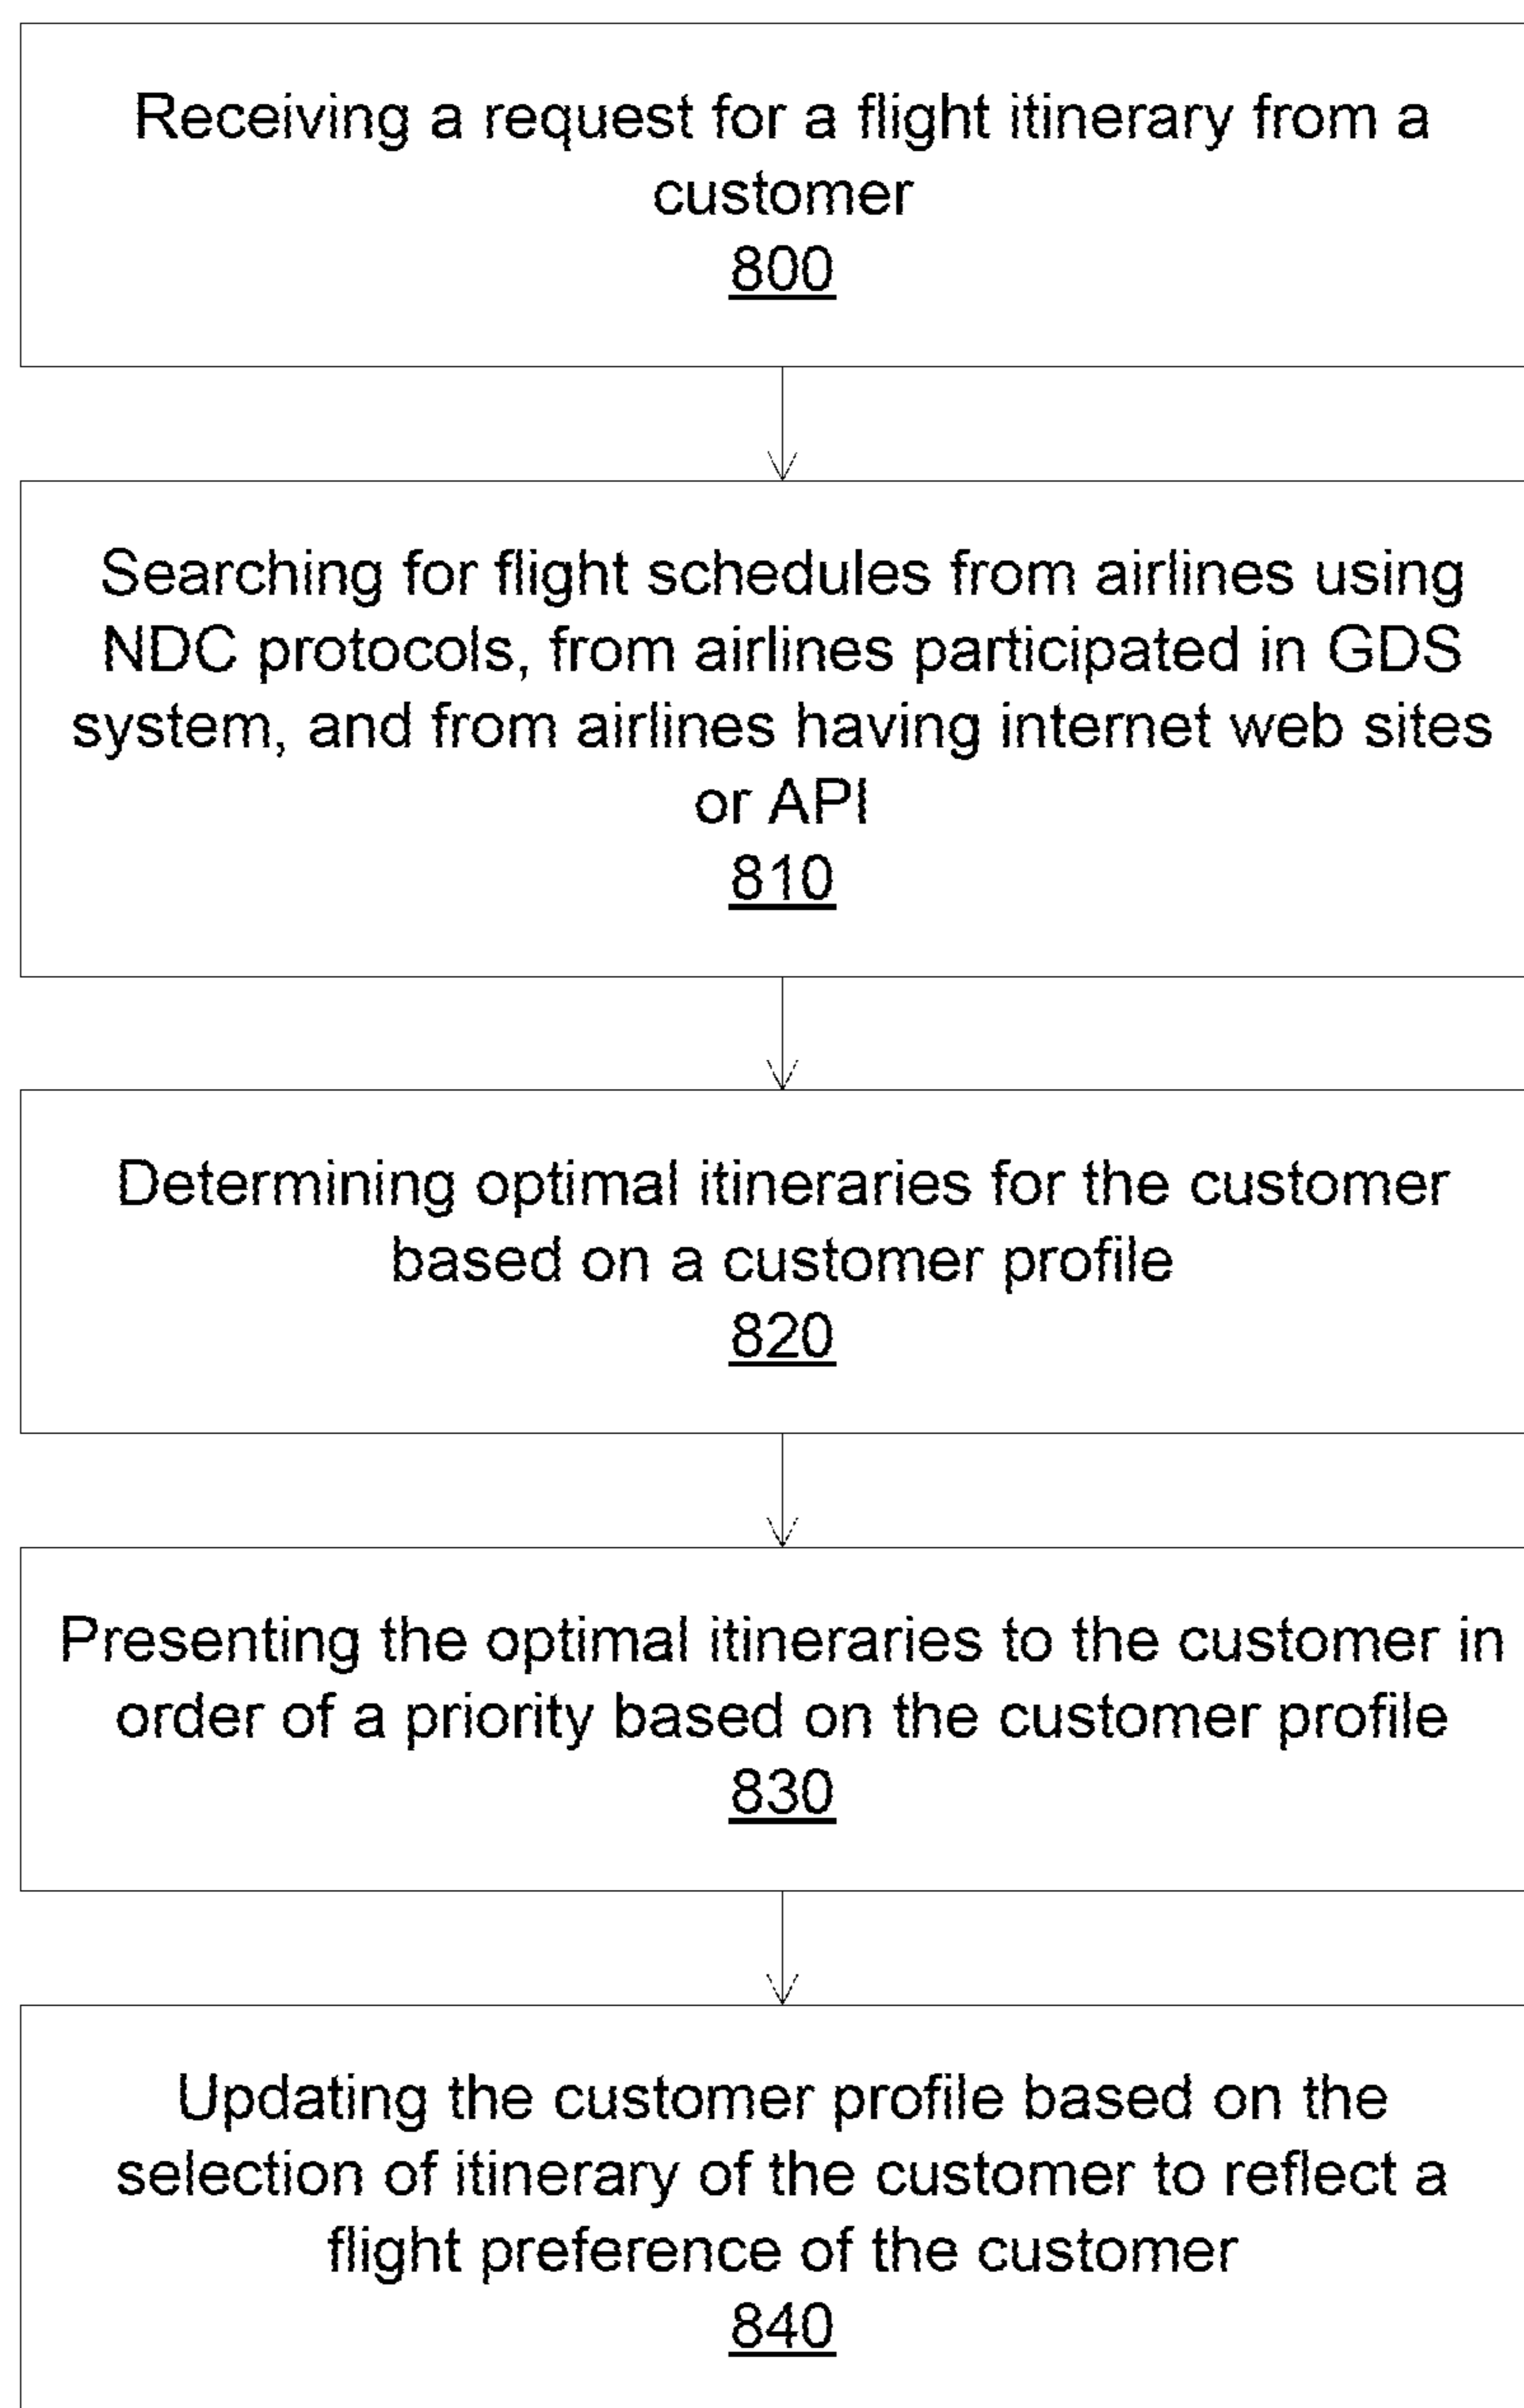 Receiving a request for a flight itinerary from a
customer
800
Searching for flight schedules from airlines using
NDC protocols, from airlines participated in GDS
system, and from airlines having internet web sites
or API
810
Determining optimal itineraries for the customer
based on a customer profile
820
Presenting the optimal itineraries to the customer in
order of a priority based on the customer profile
830
Updating the customer profile based on the
selection of itinerary of the customer to reflect a
flight preference of the customer
840